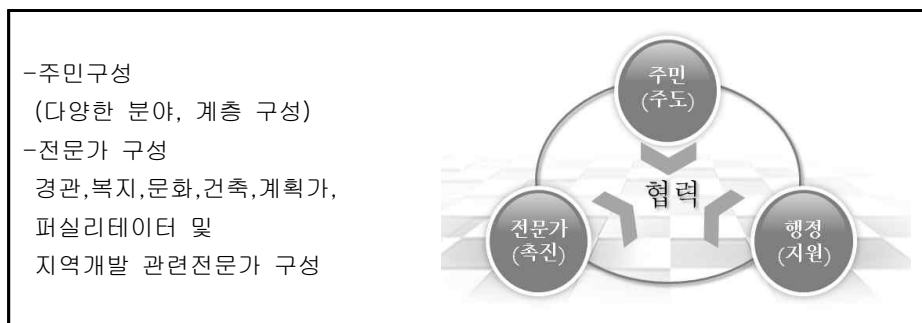 -주민구성
(다양한 분야, 계층 구성)
-전문가 구성
경관,복지,문화,건축,계획가,
퍼실리테이터 및
지역개발 관련전문가 구성
주민
(주도)
협력
전문가
(촉진)
행정
(지원)